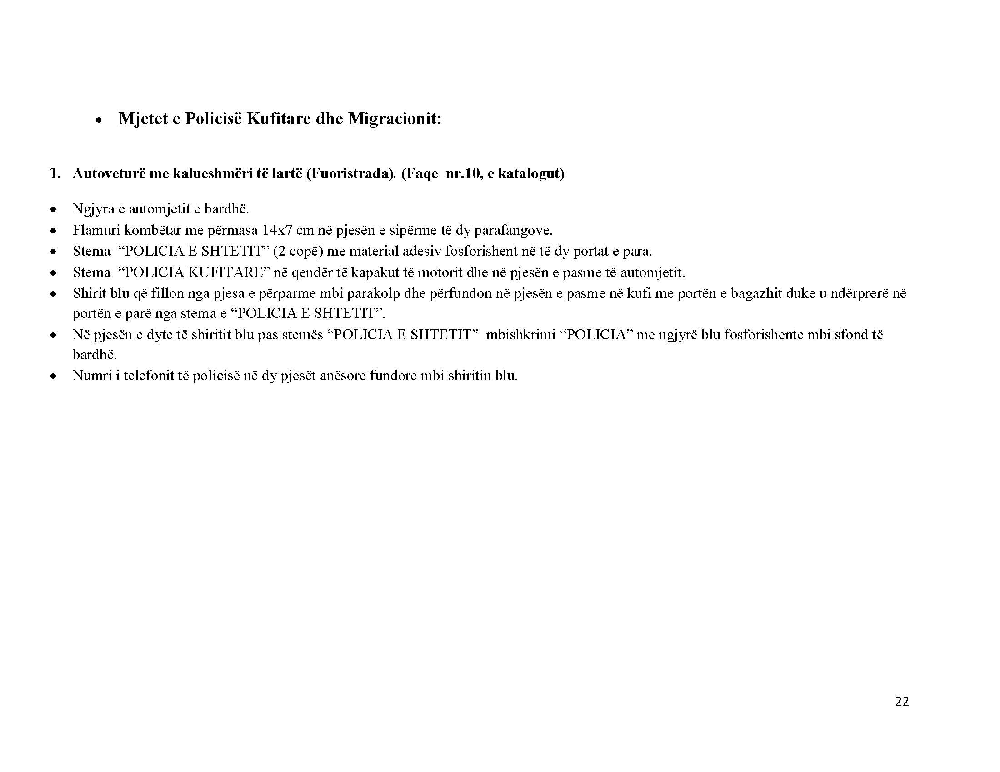 • Mjetet e Policisë Kufitare dhe Migracionit:
1. Autoveturë me kalueshmëri të lartë (Fuoristrada). (Faqe  nr.10, e katalogut)
• Ngjyra e automjetit e bardhë.
• Flamuri kombëtar me përmasa 14x7 cm në pjesën e sipërme të dy parafangove.
• Stema  “POLICIA E SHTETIT” (2 copë) me material adesiv fosforishent në të dy portat e para.
• Stema  “POLICIA KUFITARE” në qendër të kapakut të motorit dhe në pjesën e pasme të automjetit.
• Shirit blu që fillon nga pjesa e përparme mbi parakolp dhe përfundon në pjesën e pasme në kufi me portën e bagazhit duke u ndërprerë në
portën e parë nga stema e “POLICIA E SHTETIT”.
• Në pjesën e dyte të shiritit blu pas stemës “POLICIA E SHTETIT”  mbishkrimi “POLICIA” me ngjyrë blu fosforishente mbi sfond të
bardhë.
• Numri i telefonit të policisë në dy pjesët anësore fundore mbi shiritin blu.
22